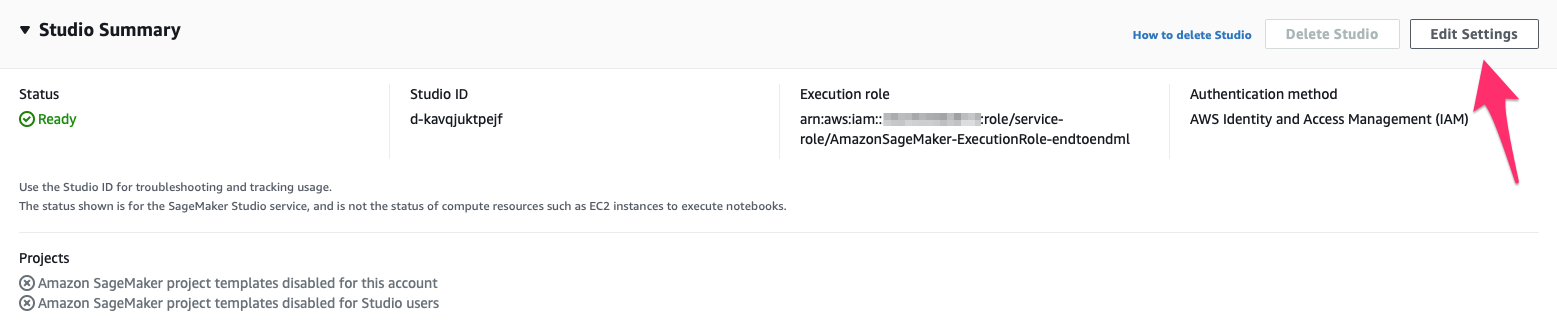 Studio Summary
How to delete Studio
Delete Studio
Edit Settings
Status
Ready
Studio ID
d-kavqjuktpejf
Execution role
arn:aws:iam:: :role/service-
role/AmazonSageMaker-ExecutionRole-endtoendml
Authentication method
AWS Identity and Access Management (IAM)
Use the Studio ID for troubleshooting and tracking usage.
The status shown is for the SageMaker Studio service, and is not the status of compute resources such as EC2 instances to execute notebooks.
Projects
Amazon SageMaker project templates disabled for this account
Amazon SageMaker project templates disabled for Studio users